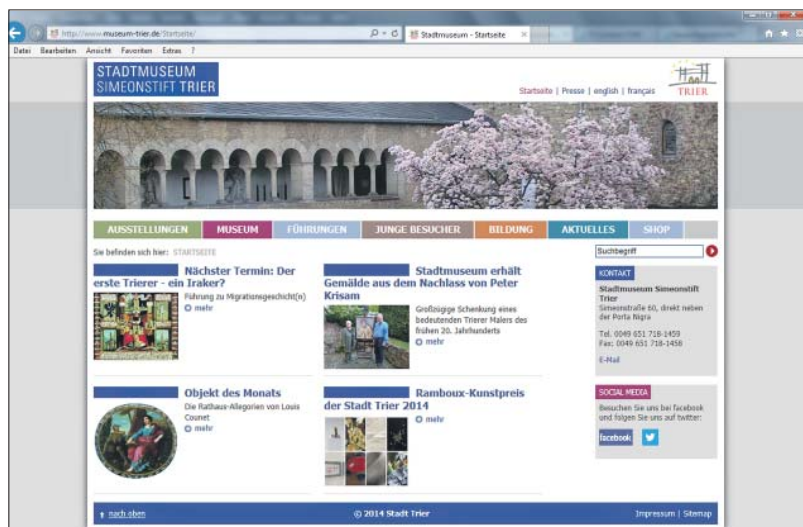 http://www.museum-trier.de/Startseite/
Stadtmuseum - Startseite
Datei Bearbeiten Ansicht Favoriten Extras ?
STADTMUSEUM
SIMEONSTIFT TRIER
Startseite | Presse | english | français
TRIER
AUSSTELLUNGEN MUSEUM FÜHRUNGEN JUNGE BESUCHER BILDUNG AKTUELLES SHOP
Sie befinden sich hier: STARTSEITE
Suchbegriff
Nächster Termin: Der
erste Trierer - ein Iraker?
Führung zu Migrationsgeschicht(n)
mehr
Stadtmuseum erhält
Gemälde aus dem Nachlass von Peter
Krisam
Großzügige Schenkung eines
bedeutenden Trierer Malers des
frühen 20. Jahrhunderts
mehr
Objekt des Monats
Die Rathaus-Allegorien von Louis
Counet
mehr
Ramboux-Kunstpreis
der Stadt Trier 2014
mehr
KONTAKT
Stadtmuseum Simeonstift
Trier
Simeonstraße 60, direkt neben
der Porta Nigra
Tel. 0049 651 718-1459
Fax: 0049 651 718-1458
E-Mail
SOCIAL MEDIA
Besuchen Sie uns bei facebook
und folgen Sie uns auf twitter:
facebook
nach oben
© 2014 Stadt Trier
Impressum | Sitemap